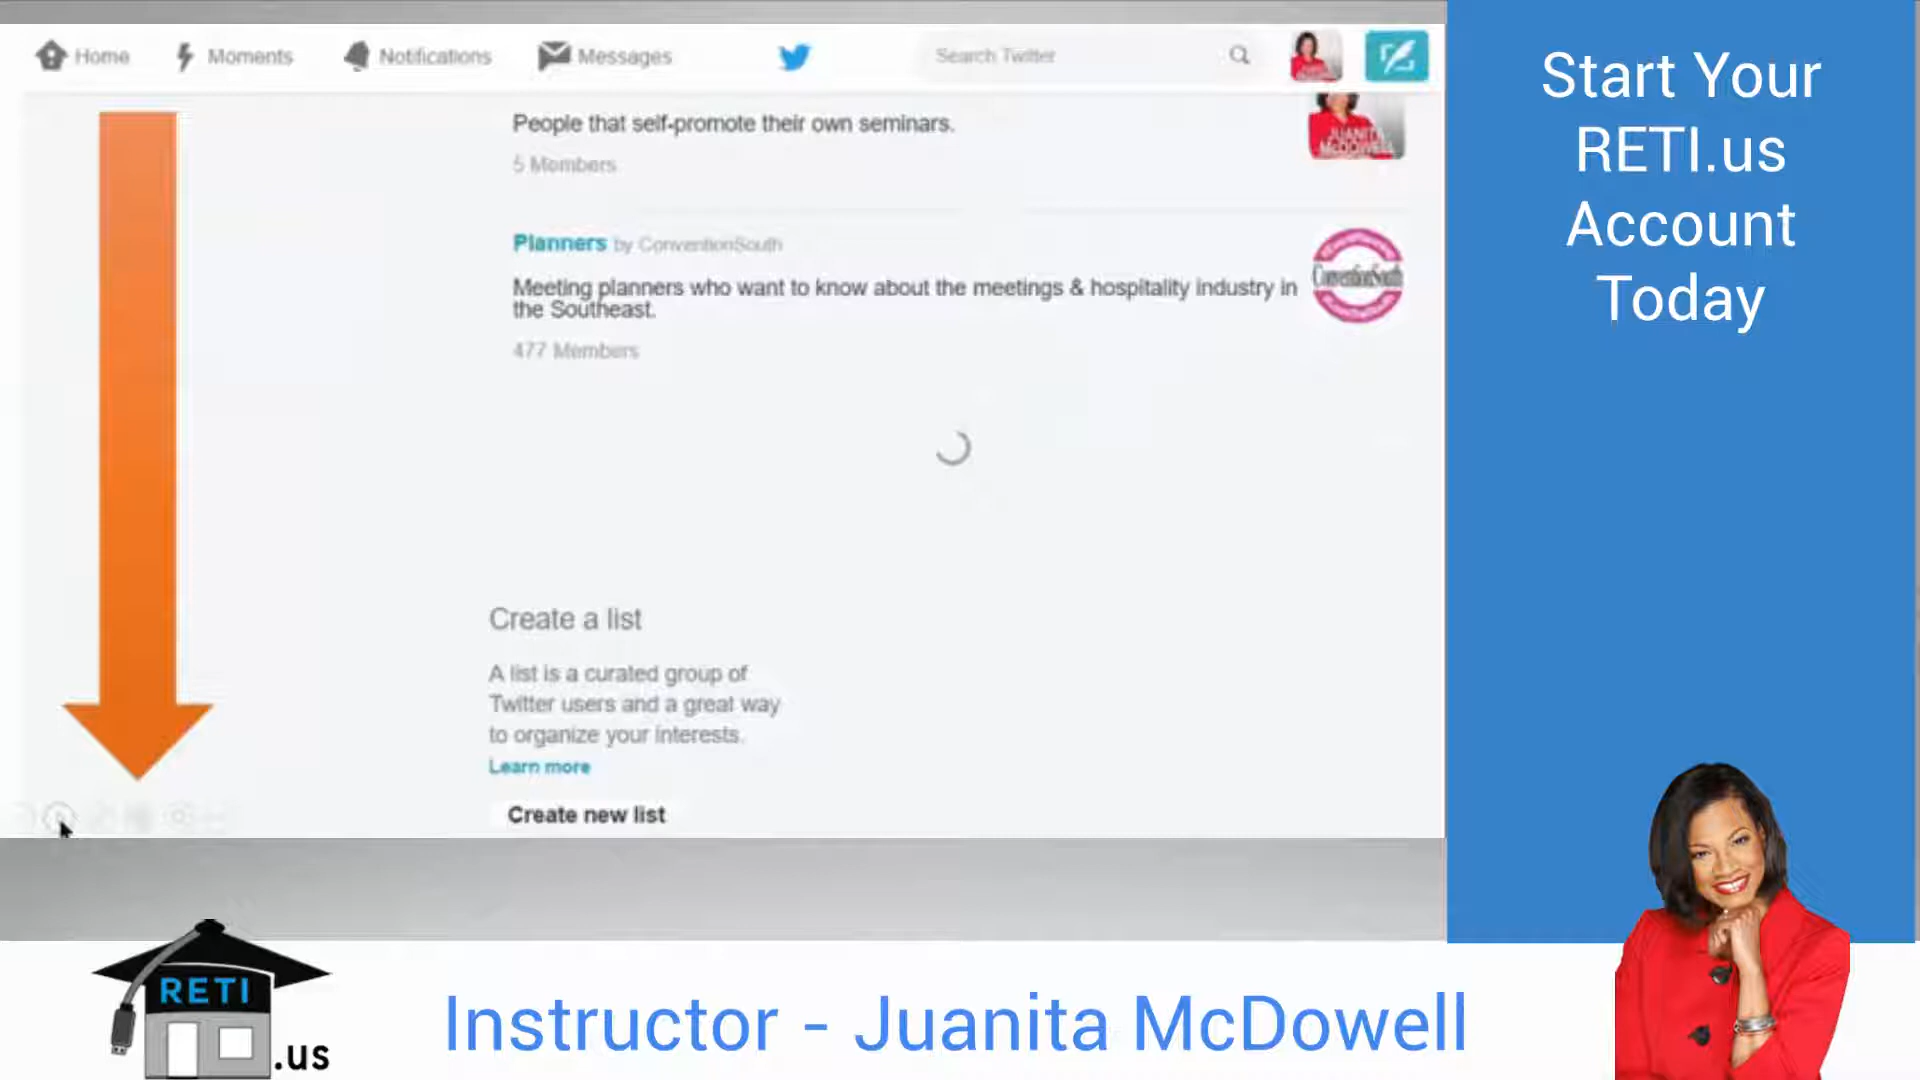 Home
Moments
Notifications
Messages
Search Twitter
People that self-promote their own seminars.
5 Members
JUANITA
McDOWELL
Planners by ConventionSouth
Meeting planners who want to know about the meetings & hospitality industry in
the Southeast.
477 Members
ConventionSouth
Create a list
A list is a curated group of
Twitter users and a great way
to organize your interests.
Learn more
Create new list
Start Your
RETI.us
Account
Today
RETI
.us
Instructor - Juanita McDowell